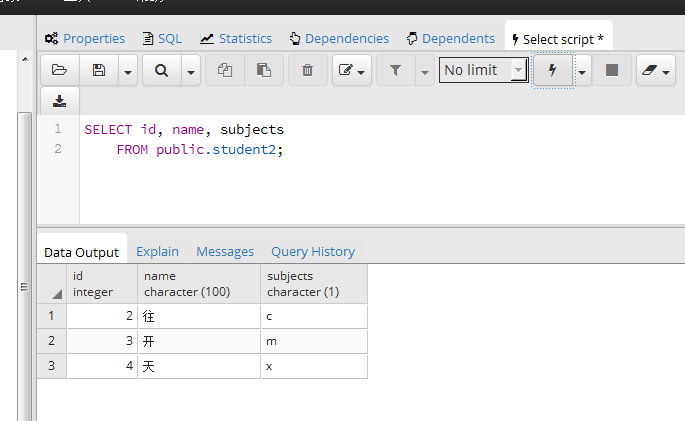 Properties SQL Statistics Dependencies Dependents Select script *
No limit
1 SELECT id, name, subjects
2 FROM public.student2;
Data Output Explain Messages Query History
id name subjects
integer character (100) character (1)
1 2 往 c
2 3 开 m
3 4 天 x